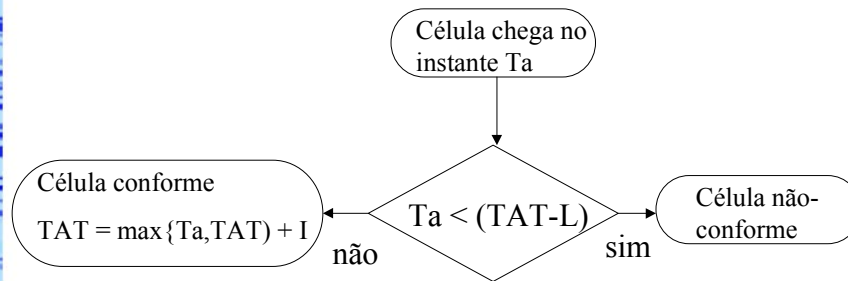 Célula chega no
instante Ta
Célula conforme
TAT = max{Ta,TAT) + I
Ta < (TAT-L)
não
sim
Célula não-
conforme